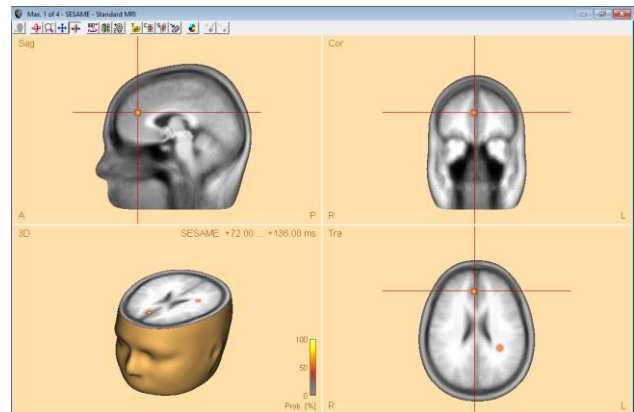 Max. 1 of 4 - SESAME - Standard MRI
Sag
Cor
A
P
R
L
3D
SESAME +72.00 ... +136.00 ms
Tra
100
50
0
Prob. [%]
R
L